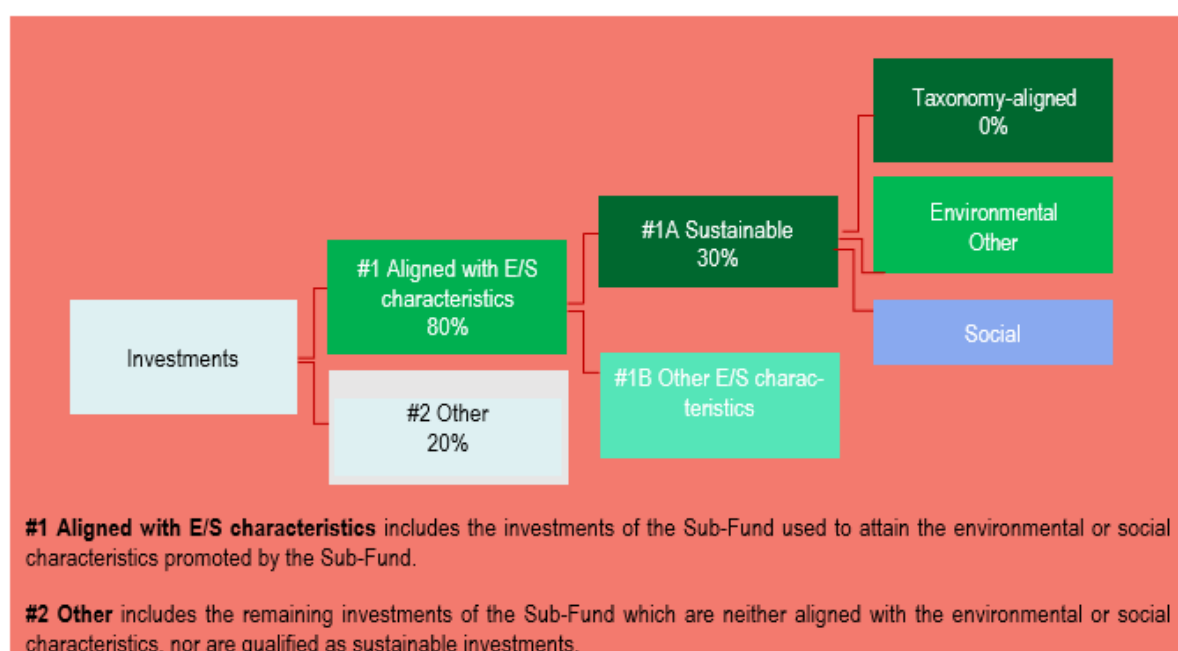 Taxonomy-aligned
0%
Environmental
Other
#1A Sustainable
30%
#1 Aligned with E/S
characteristics
80%
Social
Investments
#1B Other E/S charac-
teristics
#2 Other
20%
#1 Aligned with E/S characteristics includes the investments of the Sub-Fund used to attain the environmental or social
characteristics promoted by the Sub-Fund.
#2 Other includes the remaining investments of the Sub-Fund which are neither aligned with the environmental or social
characteristics, nor are qualified as sustainable investments.